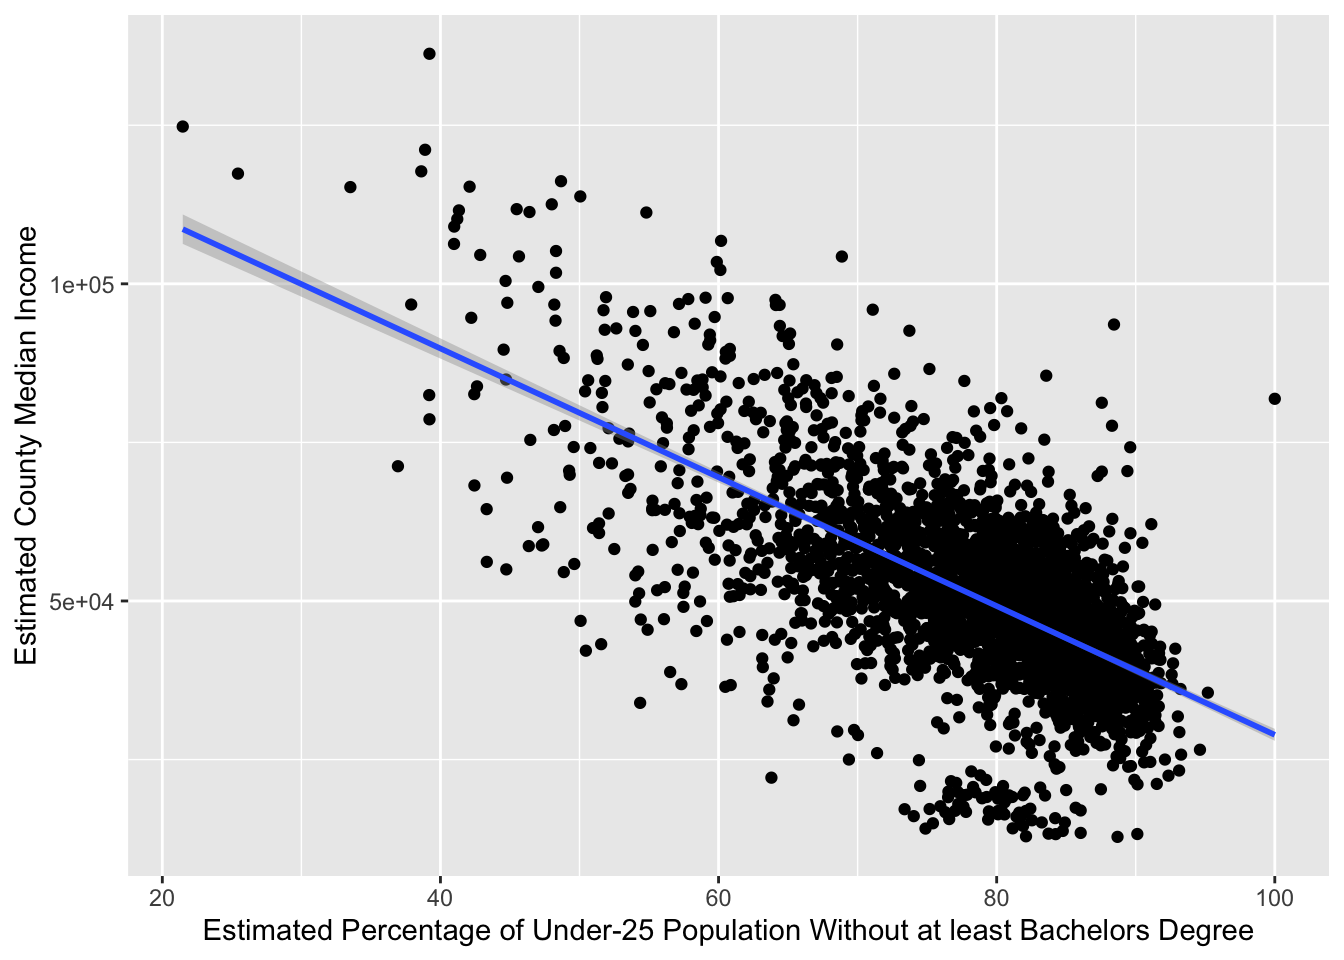 Estimated County Median Income
1e+05
5e+04
20
40
60
80
100
Estimated Percentage of Under-25 Population Without at least Bachelors Degree